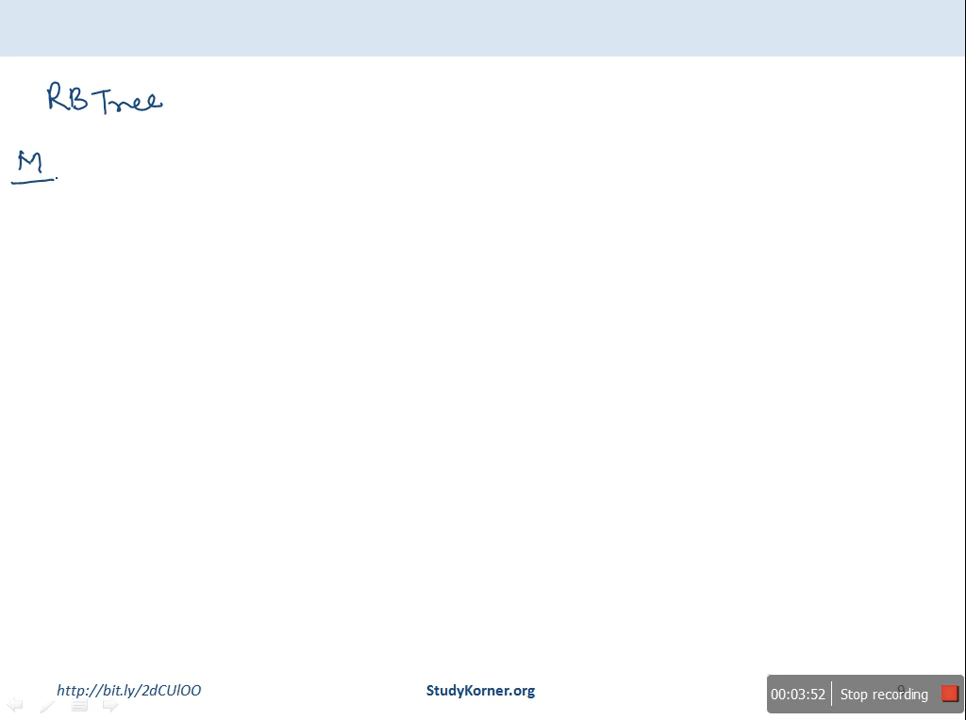 RB Tree
M
http://bit.ly/2dCUlOO
StudyKorner.org
00:03:52 Stop recording